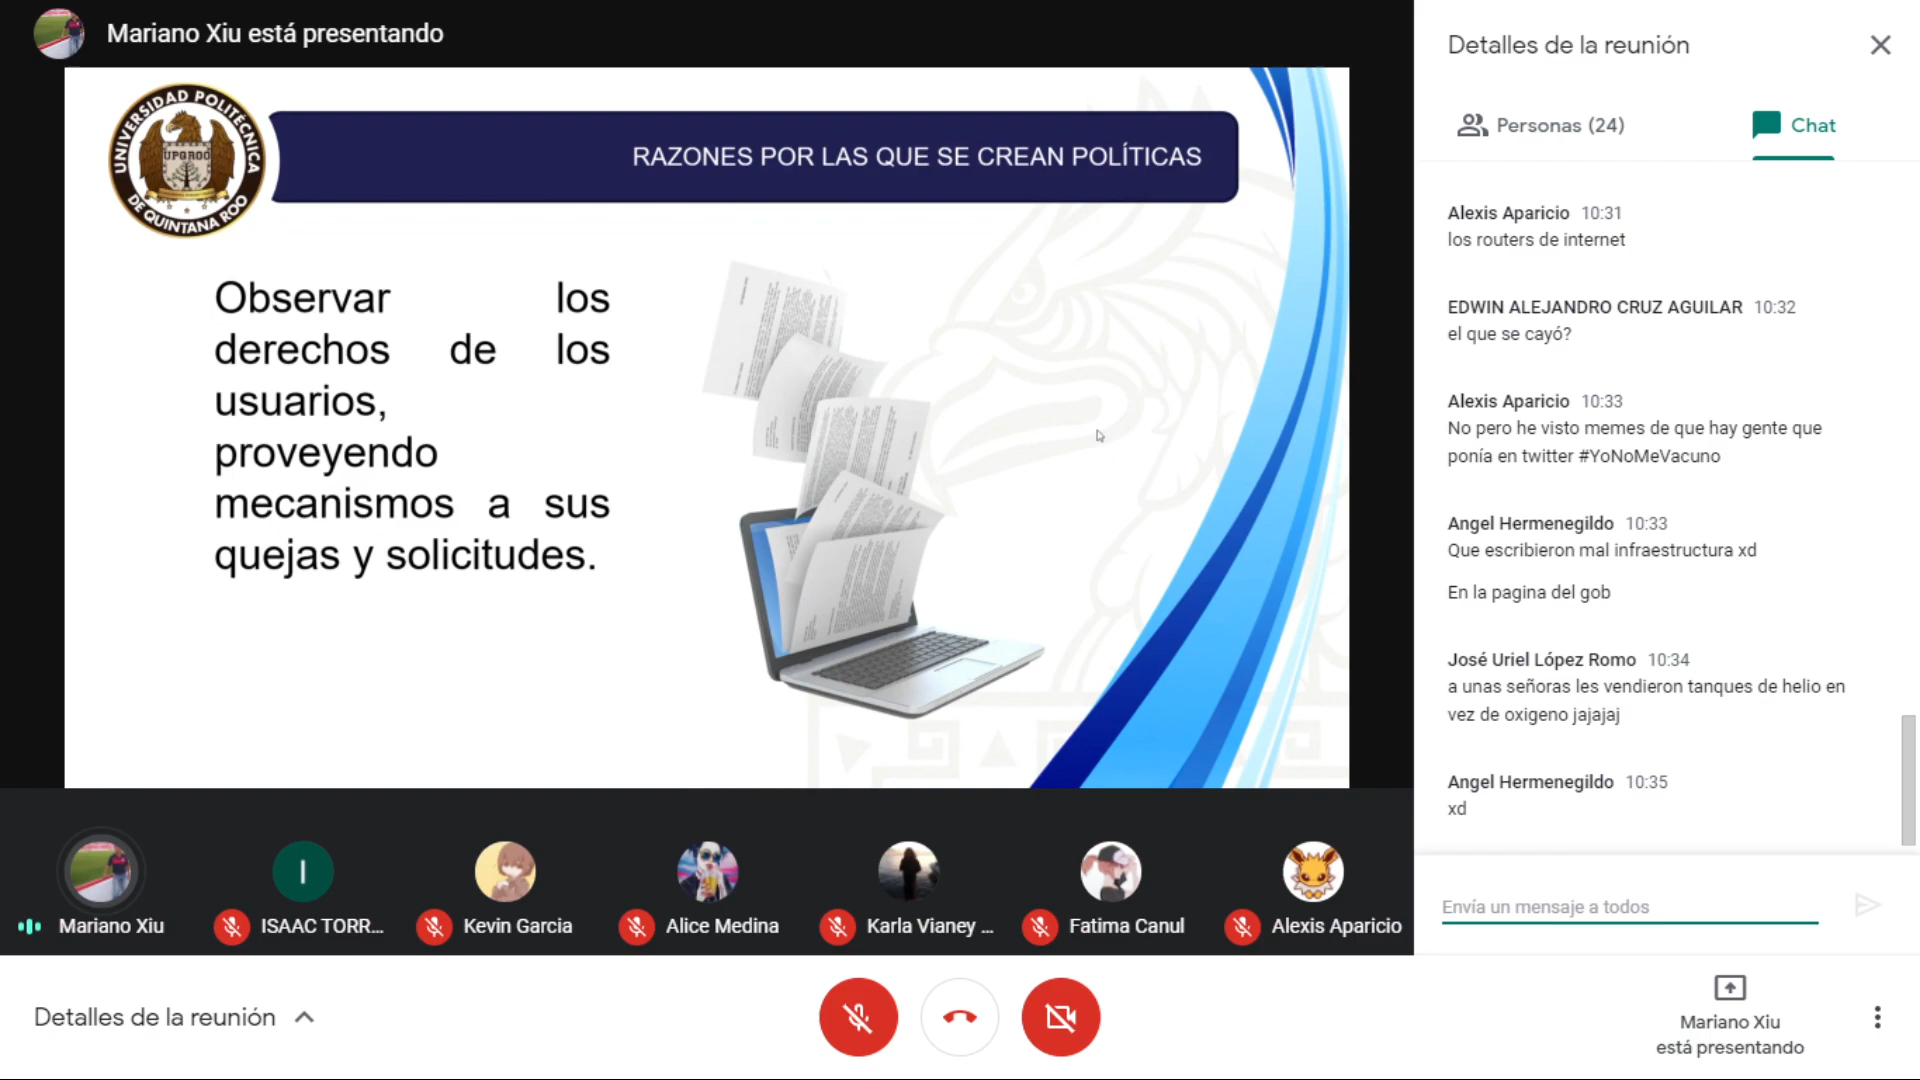 Mariano Xiu está presentando
UNIVERSIDAD POLITÉCNICA
DE QUINTANA ROO
UPQROO
RAZONES POR LAS QUE SE CREAN POLÍTICAS
Observar los
derechos de los
usuarios,
proveyendo
mecanismos a sus
quejas y solicitudes.
Mariano Xiu
I
ISAAC TORR...
Kevin Garcia
Alice Medina
Karla Vianey ...
Fatima Canul
Alexis Aparicio
Detalles de la reunión
Personas (24)
Chat
Alexis Aparicio 10:31
los routers de internet
EDWIN ALEJANDRO CRUZ AGUILAR 10:32
el que se cayó?
Alexis Aparicio 10:33
No pero he visto memes de que hay gente que
ponía en twitter #YoNoMeVacuno
Angel Hermenegildo 10:33
Que escribieron mal infraestructura xd
En la pagina del gob
José Uriel López Romo 10:34
a unas señoras les vendieron tanques de helio en
vez de oxigeno jajajaj
Angel Hermenegildo 10:35
xd
Envía un mensaje a todos
Detalles de la reunión
Mariano Xiu
está presentando